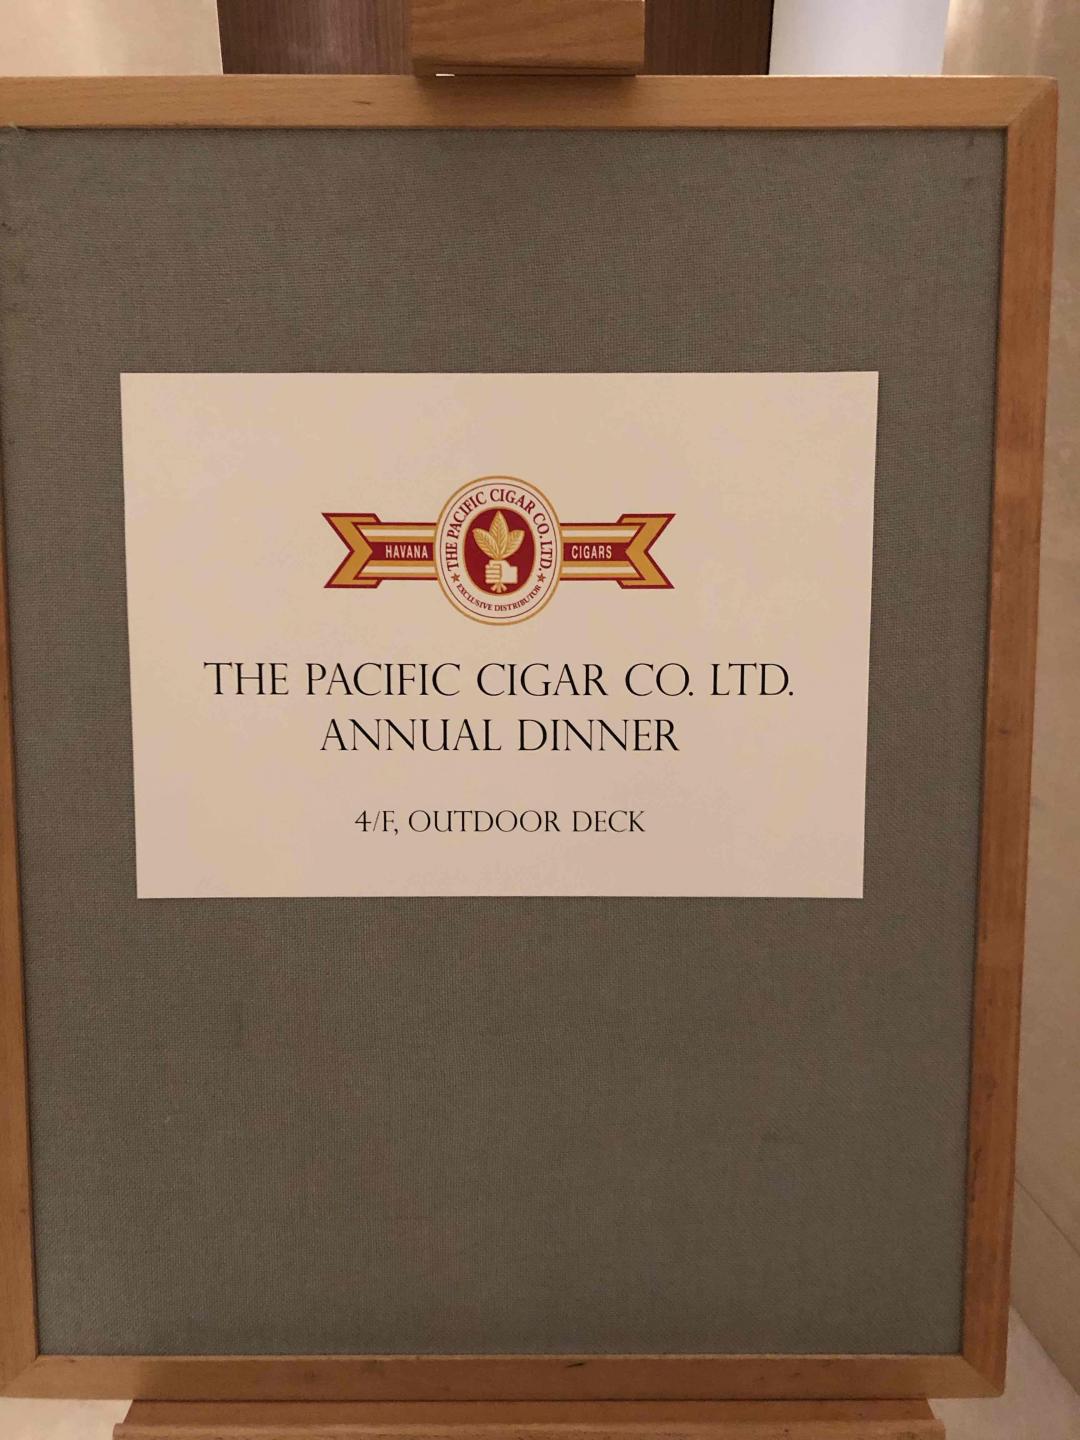 HAVANA
THE PACIFIC CIGAR CO. LTD.
EXCLUSIVE DISTRIBUTOR
CIGARS
THE PACIFIC CIGAR CO. LTD.
ANNUAL DINNER
4/F, OUTDOOR DECK